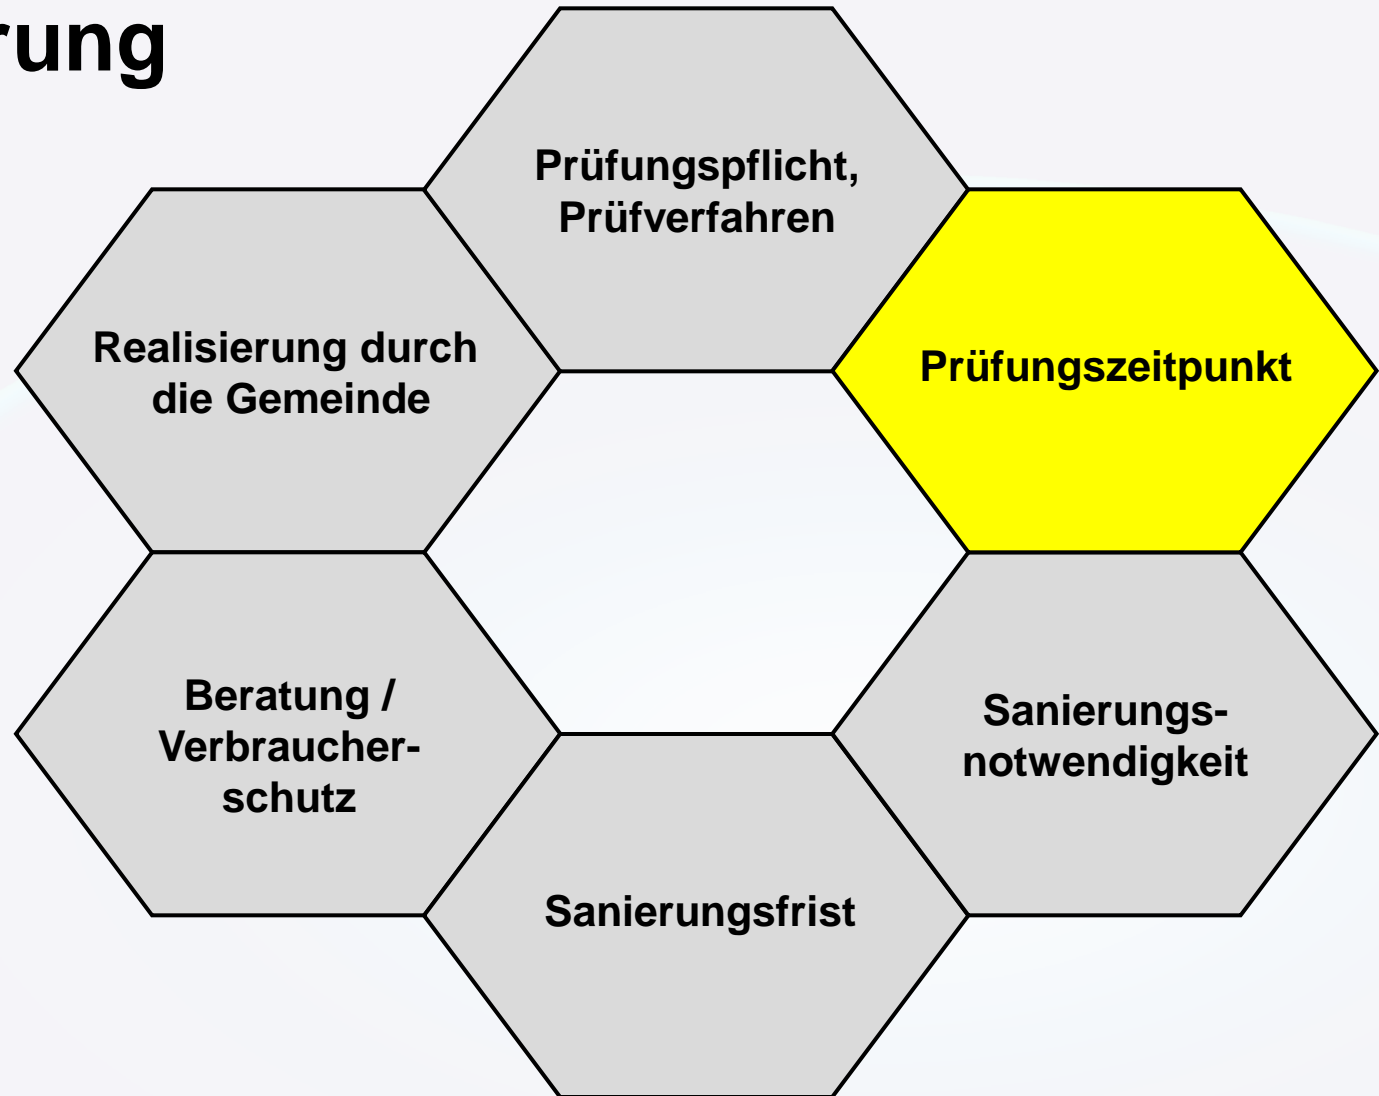 rung
Prüfungspflicht,
Prüfverfahren
Realisierung durch
die Gemeinde
Prüfungszeitpunkt
Beratung /
Verbraucher-
schutz
Sanierungs-
notwendigkeit
Sanierungsfrist